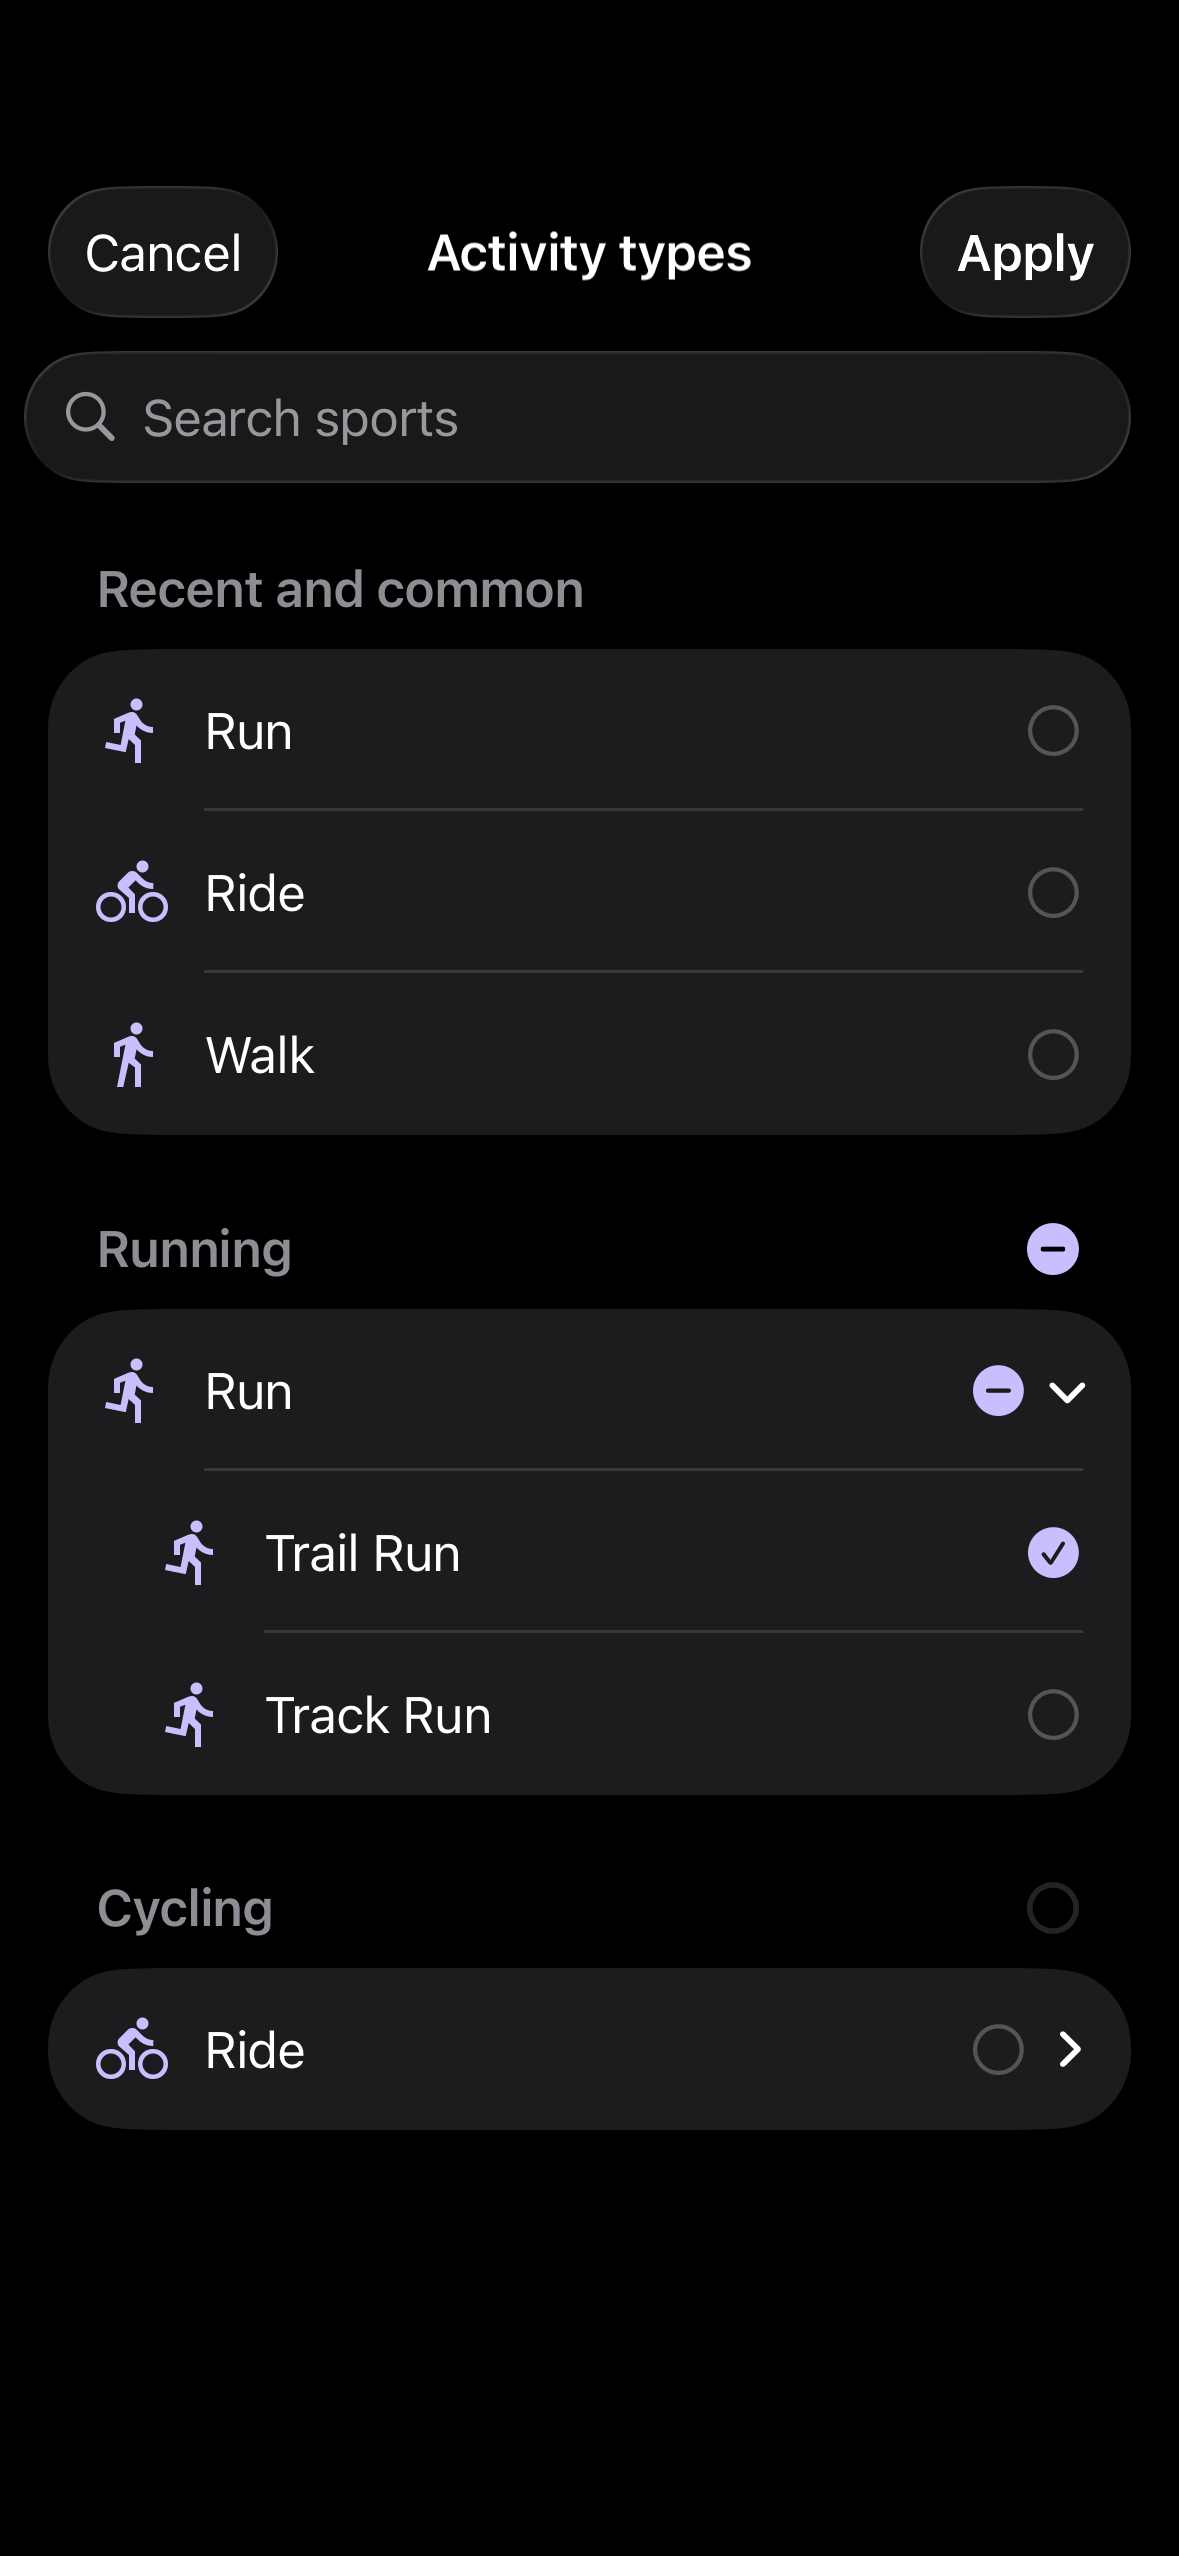 Cancel
Activity types
Apply
Search sports
Recent and common
Run
Ride
Walk
Running
Run
Trail Run
Track Run
Cycling
Ride